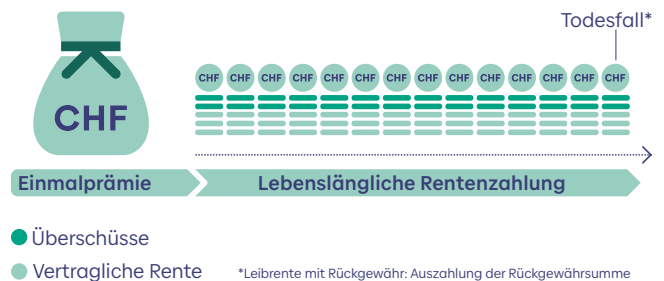 Todesfall*
CHF CHF CHF CHF CHF CHF CHF CHF CHF CHF CHF CHF CHF CHF
CHF
Einmalprämie
Lebenslängliche Rentenzahlung
Überschüsse
Vertragliche Rente
*Leibrente mit Rückgewähr: Auszahlung der Rückgewährsumme